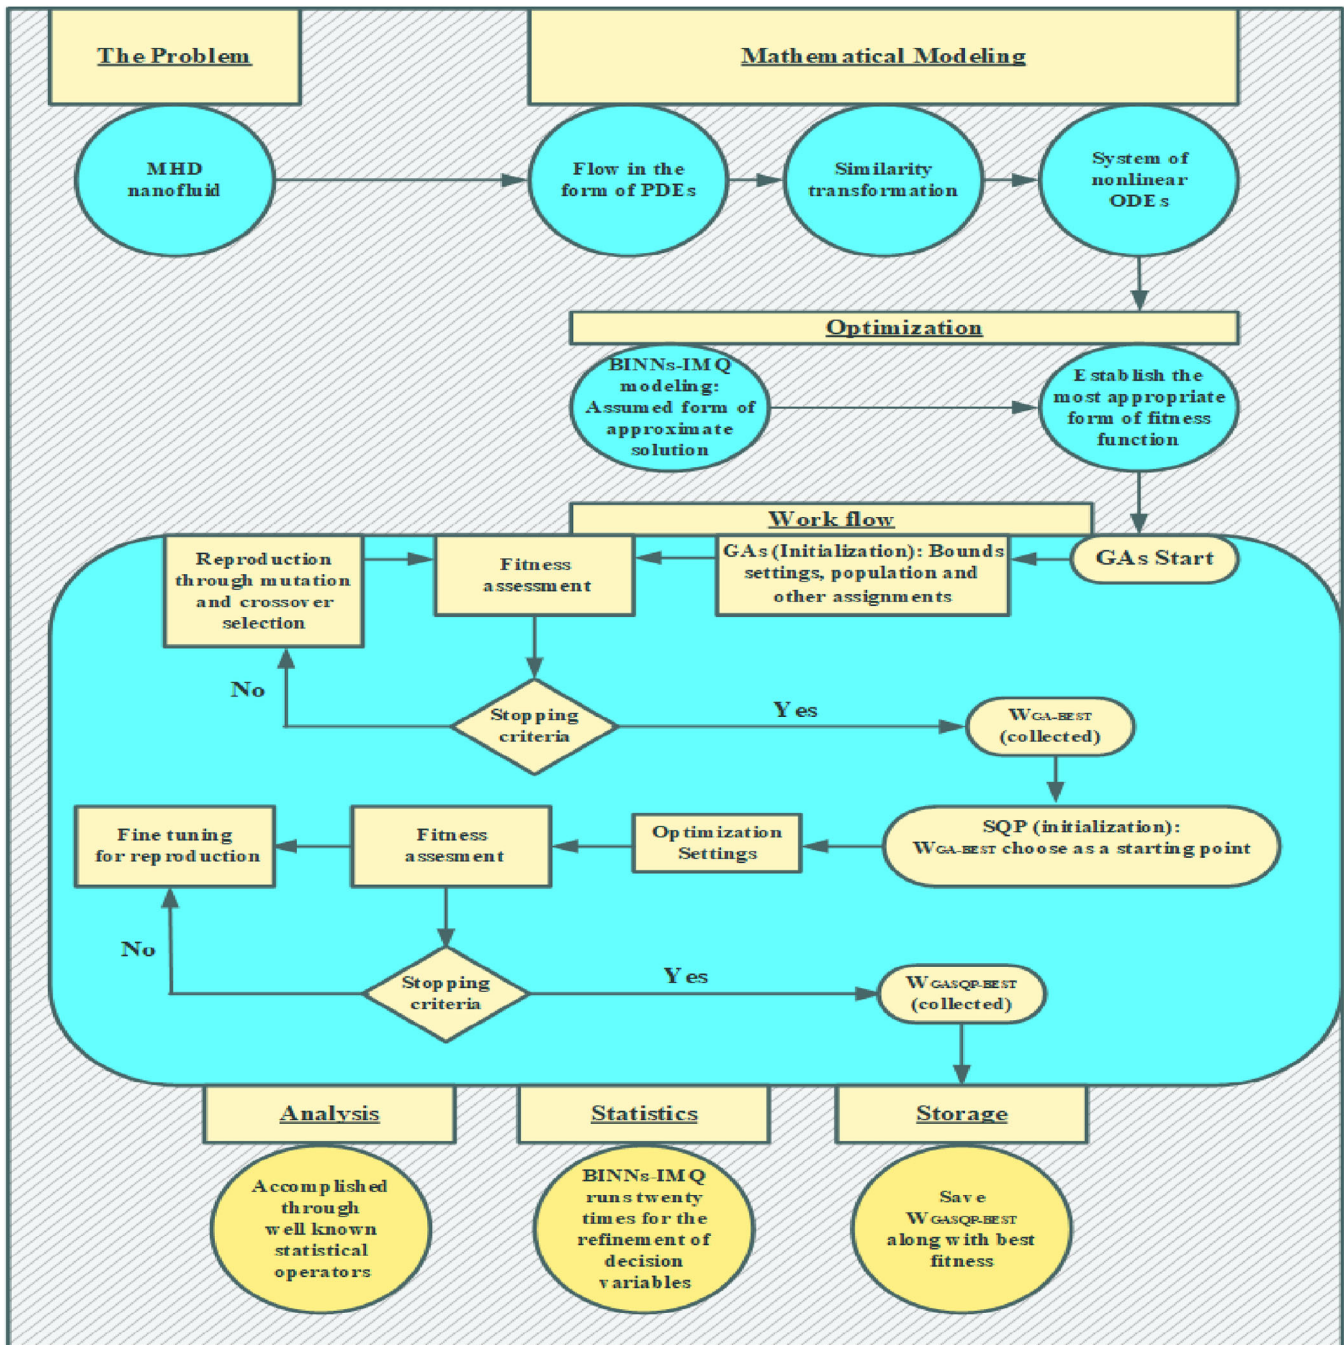 The Problem
Mathematical Modeling
MHD
nanofluid
Flow in the
form of PDEs
Similarity
transformation
System of
nonlinear
ODEs
Optimization
BINNs-IMQ
modeling:
Assumed form of
approximate
solution
Establish the
most appropriate
form of fitness
function
Work flow
Reproduction
through mutation
and crossover
selection
Fitness
assessment
GAs (Initialization): Bounds
settings, population and
other assignments
GAs Start
No
Stopping
criteria
Yes
WGA-BEST
(collected)
Fine tuning
for reproduction
Fitness
assesment
Optimization
Settings
SQP (initialization):
WGA-BEST choose as a starting point
No
Stopping
criteria
Yes
WGASQP-BEST
(collected)
Analysis
Statistics
Storage
Accomplished
through
well known
statistical
operators
BINNs-IMQ
runs twenty
times for the
refinement of
decision
variables
Save
WGASQP-BEST
along with best
fitness